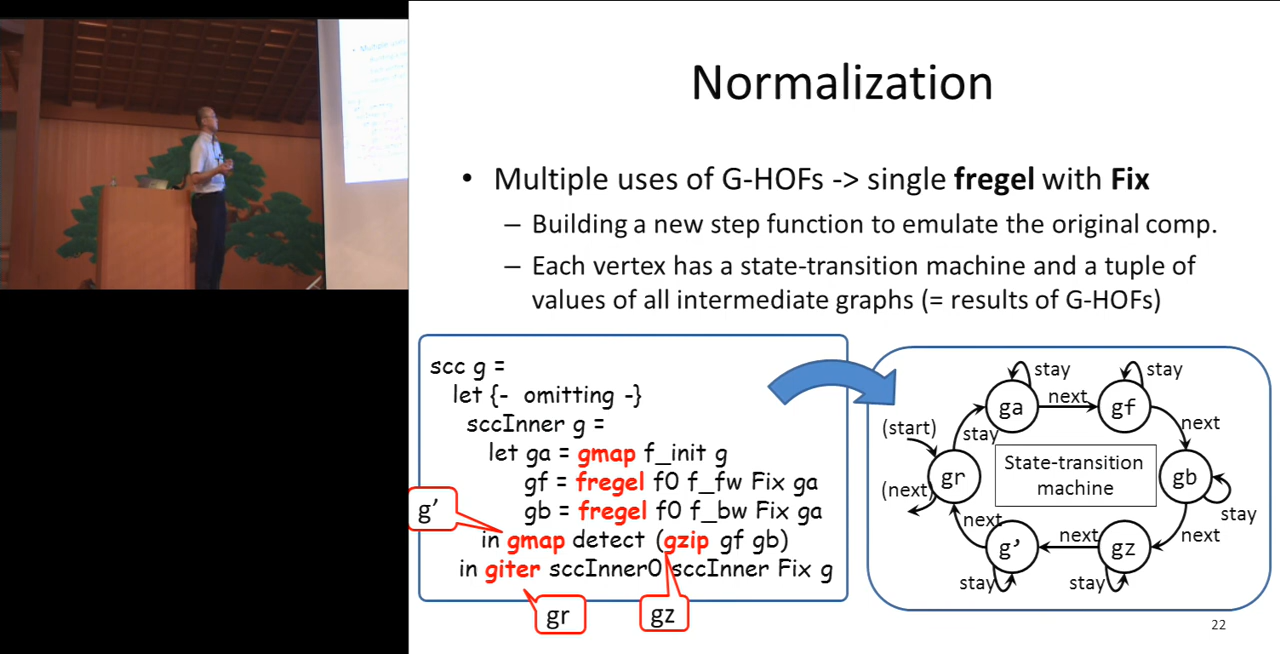 Normalization
• Multiple uses of G-HOFs -> single fregel with Fix
– Building a new step function to emulate the original comp.
– Each vertex has a state-transition machine and a tuple of
values of all intermediate graphs (= results of G-HOFs)
scc g =
let {- omitting -}
sccInner g =
let ga = gmap f_init g
gf = fregel f0 f_fw Fix ga
gb = fregel f0 f_bw Fix ga
in gmap detect (gzip gf gb)
in giter sccInner0 sccInner Fix g
g’
gr
gz
stay
stay
ga
next
gf
(start)
stay
next
State-transition
machine
gr
gb
(next)
stay
next
g’
next
gz
next
stay
stay
22